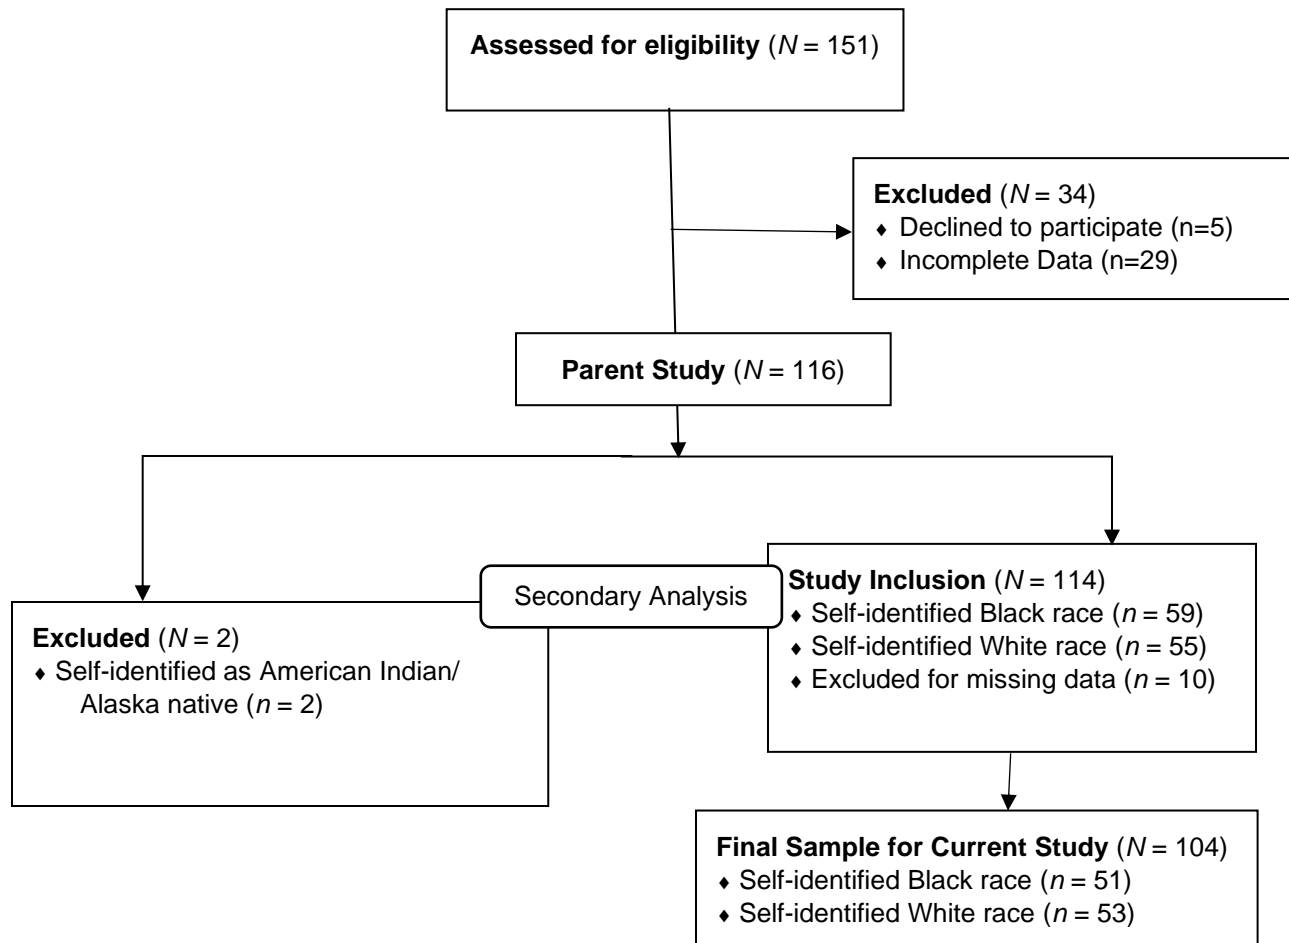 Assessed for eligibility (N = 151)
Excluded (N = 34)
♦ Declined to participate (n=5)
♦ Incomplete Data (n=29)
Parent Study (N = 116)
Secondary Analysis
Excluded (N = 2)
♦ Self-identified as American Indian/
Alaska native (n = 2)
Study Inclusion (N = 114)
♦ Self-identified Black race (n = 59)
♦ Self-identified White race (n = 55)
♦ Excluded for missing data (n = 10)
Final Sample for Current Study (N = 104)
♦ Self-identified Black race (n = 51)
♦ Self-identified White race (n = 53)